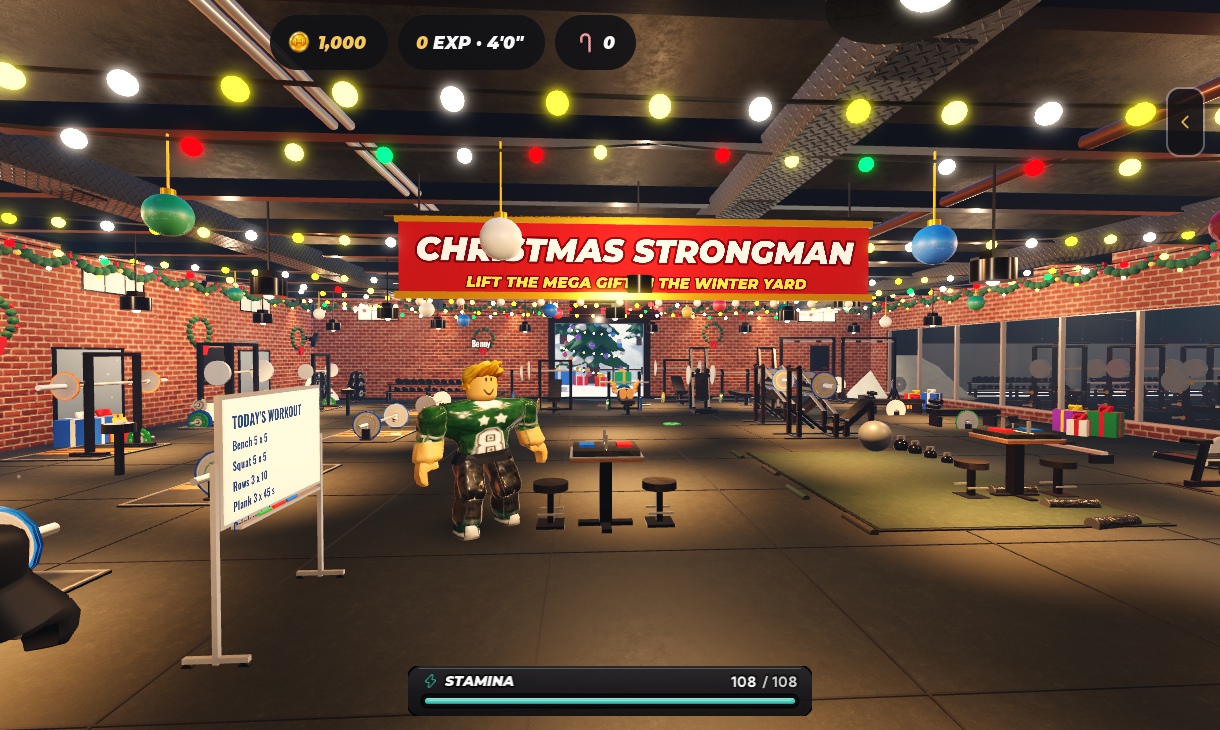 1,000
0 EXP • 4'0"
0
CHRISTMAS STRONGMAN
LIFT THE MEGA GIFT THE WINTER YARD
Benny
TODAY'S WORKOUT
Bench 5 x 5
Squat 5 x 5
Rows 3 x 10
Plank 3 x 45 s
STAMINA
108 / 108